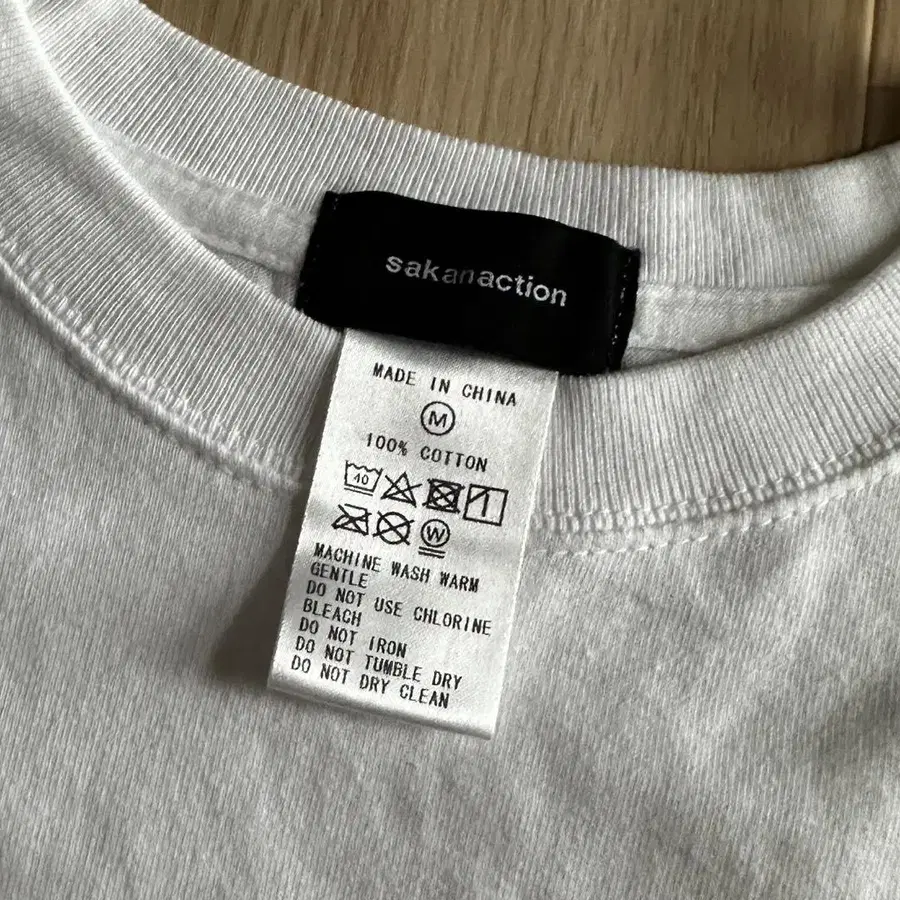 sakanaction
MADE IN CHINA
M
100% COTTON
40
W
MACHINE WASH WARM
GENTLE
DO NOT USE CHLORINE
BLEACH
DO NOT IRON
DO NOT TUMBLE DRY
DO NOT DRY CLEAN